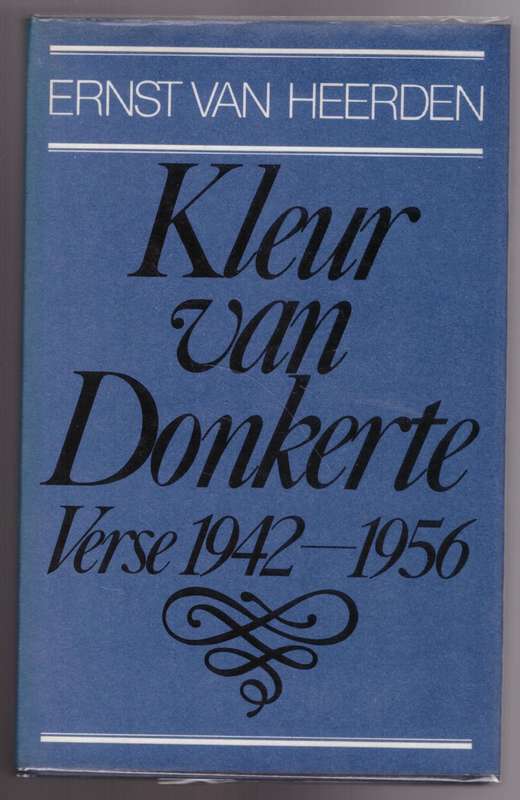 ERNST VAN HEERDEN
Kleur
van
Donkerte
Verse 1942—1956